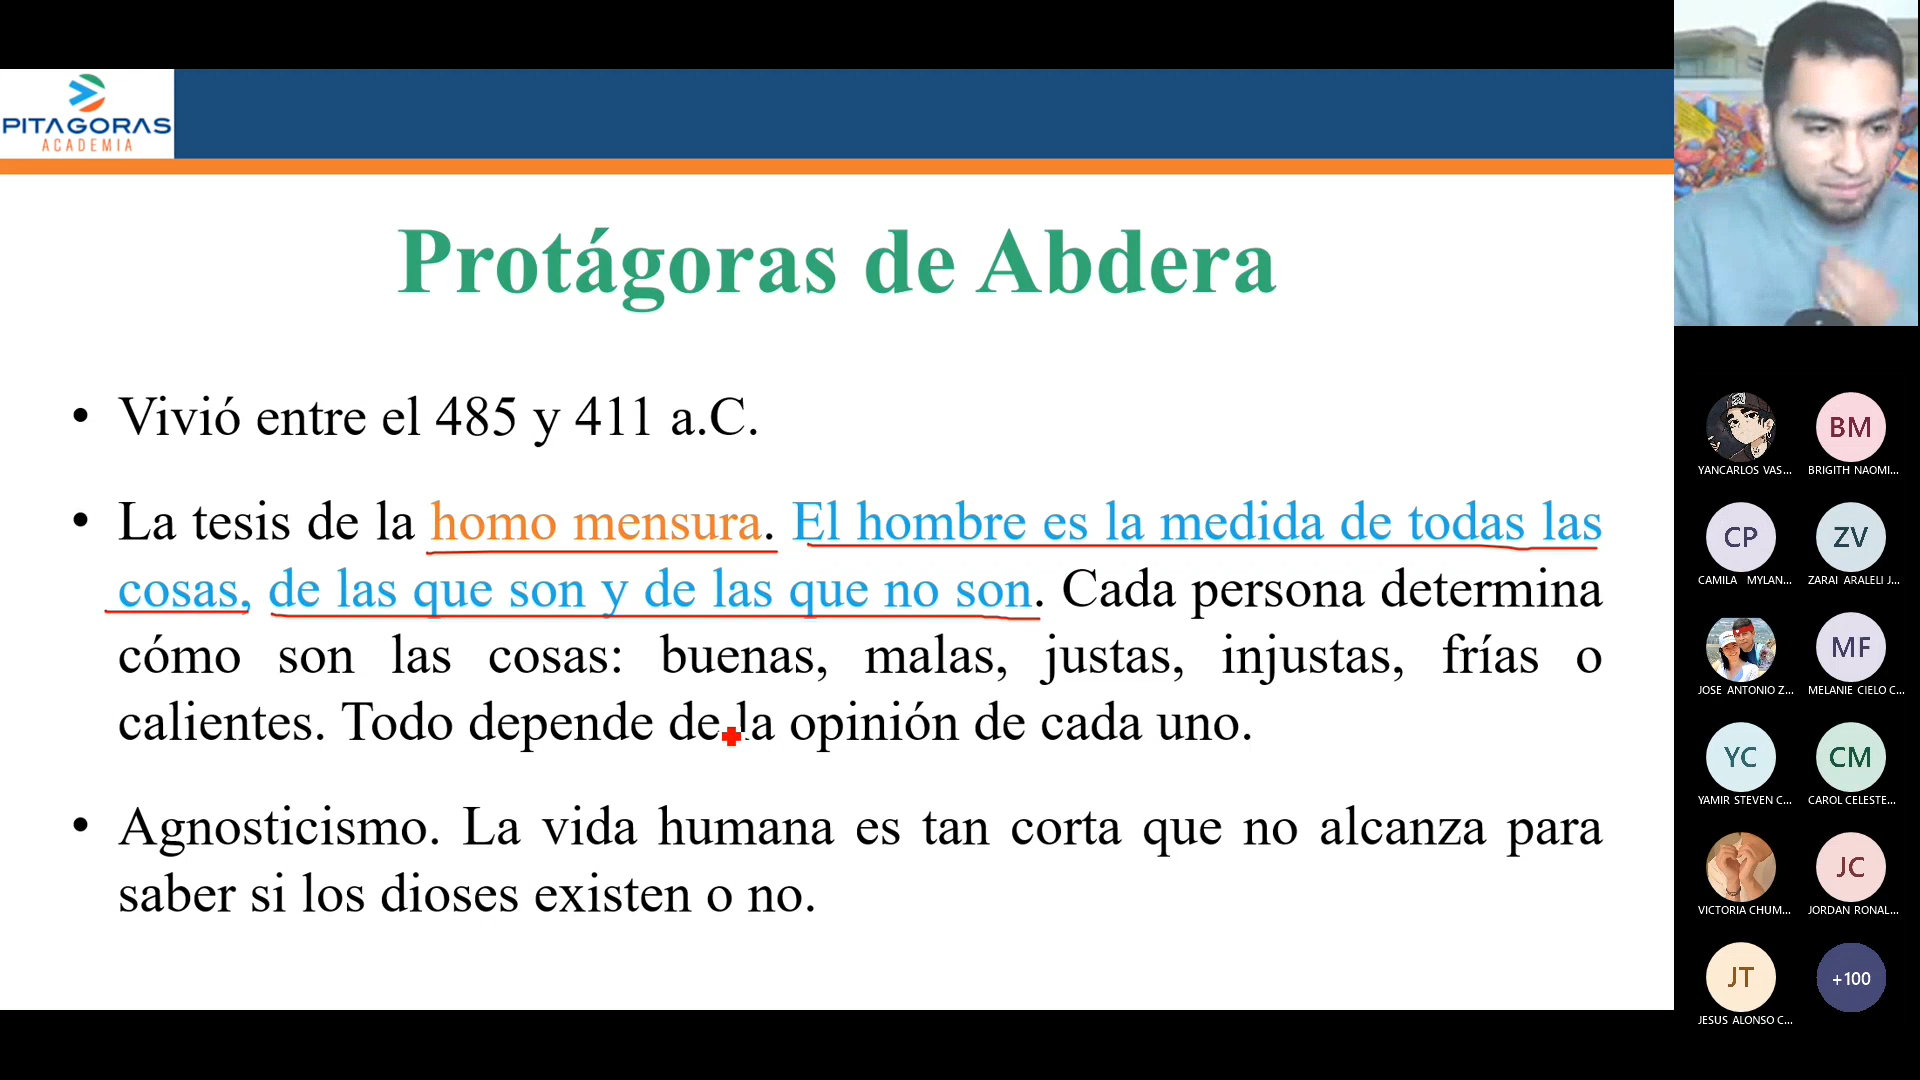 PITAGORAS
ACADEMIA
Protágoras de Abdera
• Vivió entre el 485 y 411 a.C.
• La tesis de la homo mensura. El hombre es la medida de todas las
cosas, de las que son y de las que no son. Cada persona determina
cómo son las cosas: buenas, malas, justas, injustas, frías o
calientes. Todo depende de la opinión de cada uno.
• Agnosticismo. La vida humana es tan corta que no alcanza para
saber si los dioses existen o no.
YANCARLOS VAS...
BM
BRIGITH NAOMI...
CP
CAMILA MYLAN...
ZV
ZARAI ARALELI J...
JOSE ANTONIO Z...
MF
MELANIE CIELO C...
YC
YAMIR STEVEN C...
CM
CAROL CELESTE...
VICTORIA CHUM...
JC
JORDAN RONAL...
JT
JESUS ALONSO C...
+100